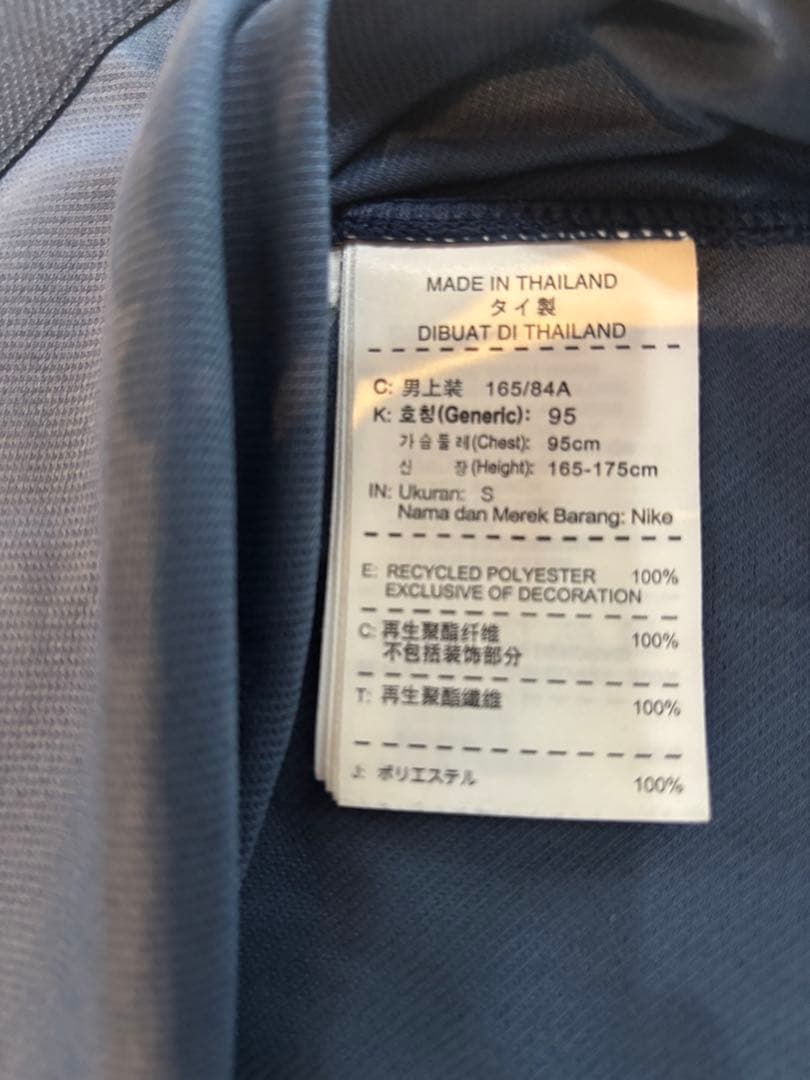 MADE IN THAILAND
タイ製
DIBUAT DI THAILAND
C: 男上装 165/84A
K: 호칭(Generic): 95
가슴둘레(Chest): 95cm
신 장(Height): 165-175cm
IN: Ukuran: S
Nama dan Merek Barang: Nike
E: RECYCLED POLYESTER 100%
EXCLUSIVE OF DECORATION
C: 再生聚酯纤维 100%
不包括装饰部分
T: 再生聚酯纖維 100%
J: ポリエステル 100%